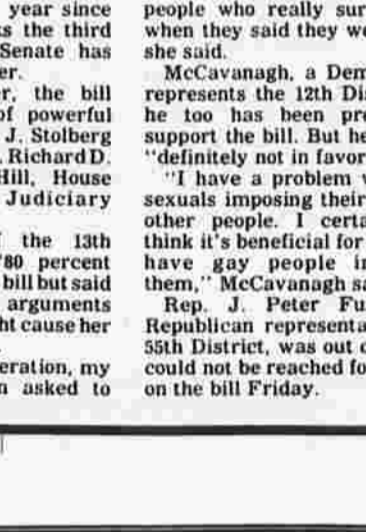 year since
s the third
Senate has
er.
er, the bill
of powerful
J. Stolberg
. Richard D.
Hill, House
Judiciary
the 13th
"80 percent
bill but said
arguments
ht cause her
eration, my
n asked to
people who really sur
when they said they we
she said.
McCavanagh, a Dem
represents the 12th Dis
he too has been pre
support the bill. But he
"definitely not in favor
"I have a problem w
sexuals imposing their
other people. I certa
think it's beneficial for
have gay people in
them," McCavanagh sa
Rep. J. Peter Fu
Republican representa
55th District, was out o
could not be reached fo
on the bill Friday.